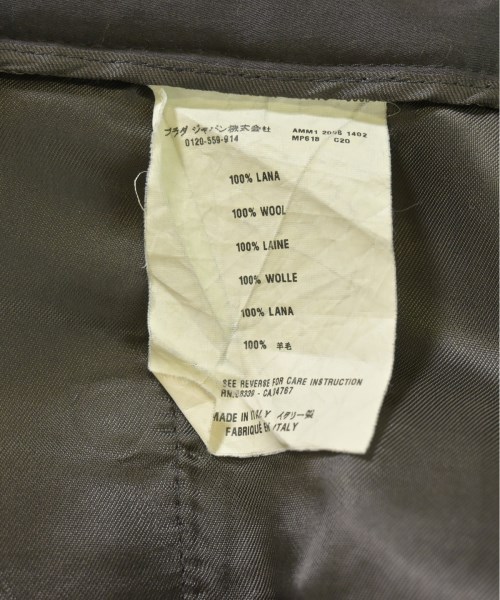 プラダ ジャパン株式会社
0120-559-914
AMM1 2006 1402
MP61B C20
100% LANA
100% WOOL
100% LAINE
100% WOLLE
100% LANA
100% 羊毛
SEE REVERSE FOR CARE INSTRUCTION
CA14767
MADE IN ITALY イタリー製
FABRIQUE EN ITALY